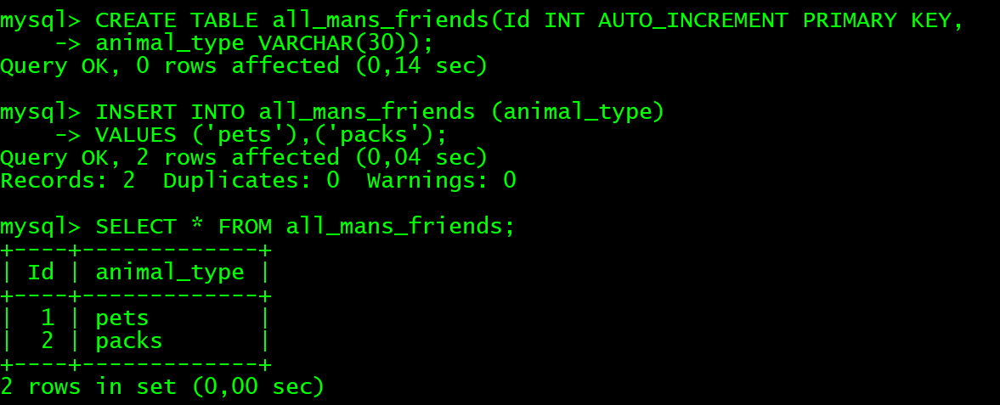 mysql> CREATE TABLE all_mans_friends(Id INT AUTO_INCREMENT PRIMARY KEY,
    -> animal_type VARCHAR(30));
Query OK, 0 rows affected (0,14 sec)

mysql> INSERT INTO all_mans_friends (animal_type)
    -> VALUES ('pets'),('packs');
Query OK, 2 rows affected (0,04 sec)
Records: 2  Duplicates: 0  Warnings: 0

mysql> SELECT * FROM all_mans_friends;
+----+-------------+
| Id | animal_type |
+----+-------------+
|  1 | pets        |
|  2 | packs       |
+----+-------------+
2 rows in set (0,00 sec)